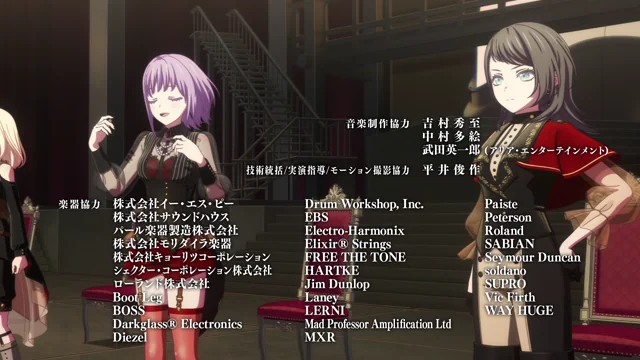 音楽制作協力 吉村秀至
中村多絵
武田英一郎 (アリア・エンターテインメント)
技術統括/実演指導/モーション撮影協力 平井俊作
楽器協力 株式会社イー・エス・ピー
株式会社サウンドハウス
パール楽器製造株式会社
株式会社モリダイラ楽器
株式会社キョーリツコーポレーション
シェクター・コーポレーション株式会社
ローランド株式会社
Boot Leg
BOSS
Darkglass® Electronics
Diezel
Drum Workshop, Inc.
EBS
Electro-Harmonix
Elixir® Strings
FREE THE TONE
HARTKE
Jim Dunlop
Laney
LERNI
Mad Professor Amplification Ltd
MXR
Paiste
Peterson
Roland
SABIAN
Seymour Duncan
soldano
SUPRO
Vic Firth
WAY HUGE